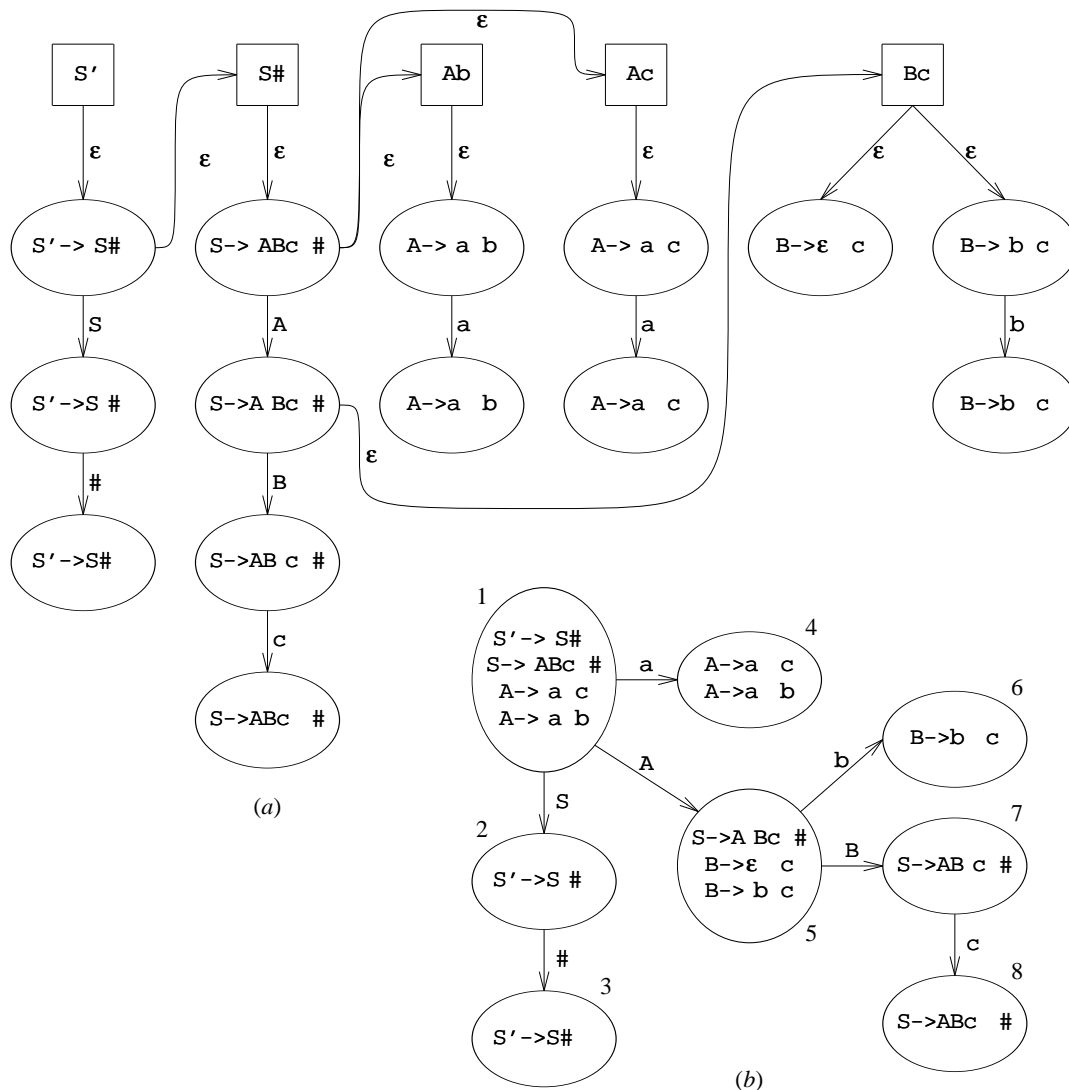 ε
S' S# Ab Ac Bc
ε ε ε ε ε ε ε ε
S'-> S# S-> ABc # A-> a b A-> a c B->ε c B-> b c
S A a a b
S'->S # S->A Bc # A->a b A->a c B->b c
ε
# B
S'->S# S->AB c #
c
S->ABc #
(a)
1
S'-> S#
S-> ABc #
A-> a c
A-> a b
a
4
A->a c
A->a b
A
S
2
S'->S #
#
3
S'->S#
5
S->A Bc #
B->ε c
B-> b c
b
6
B->b c
B
7
S->AB c #
c
8
S->ABc #
(b)